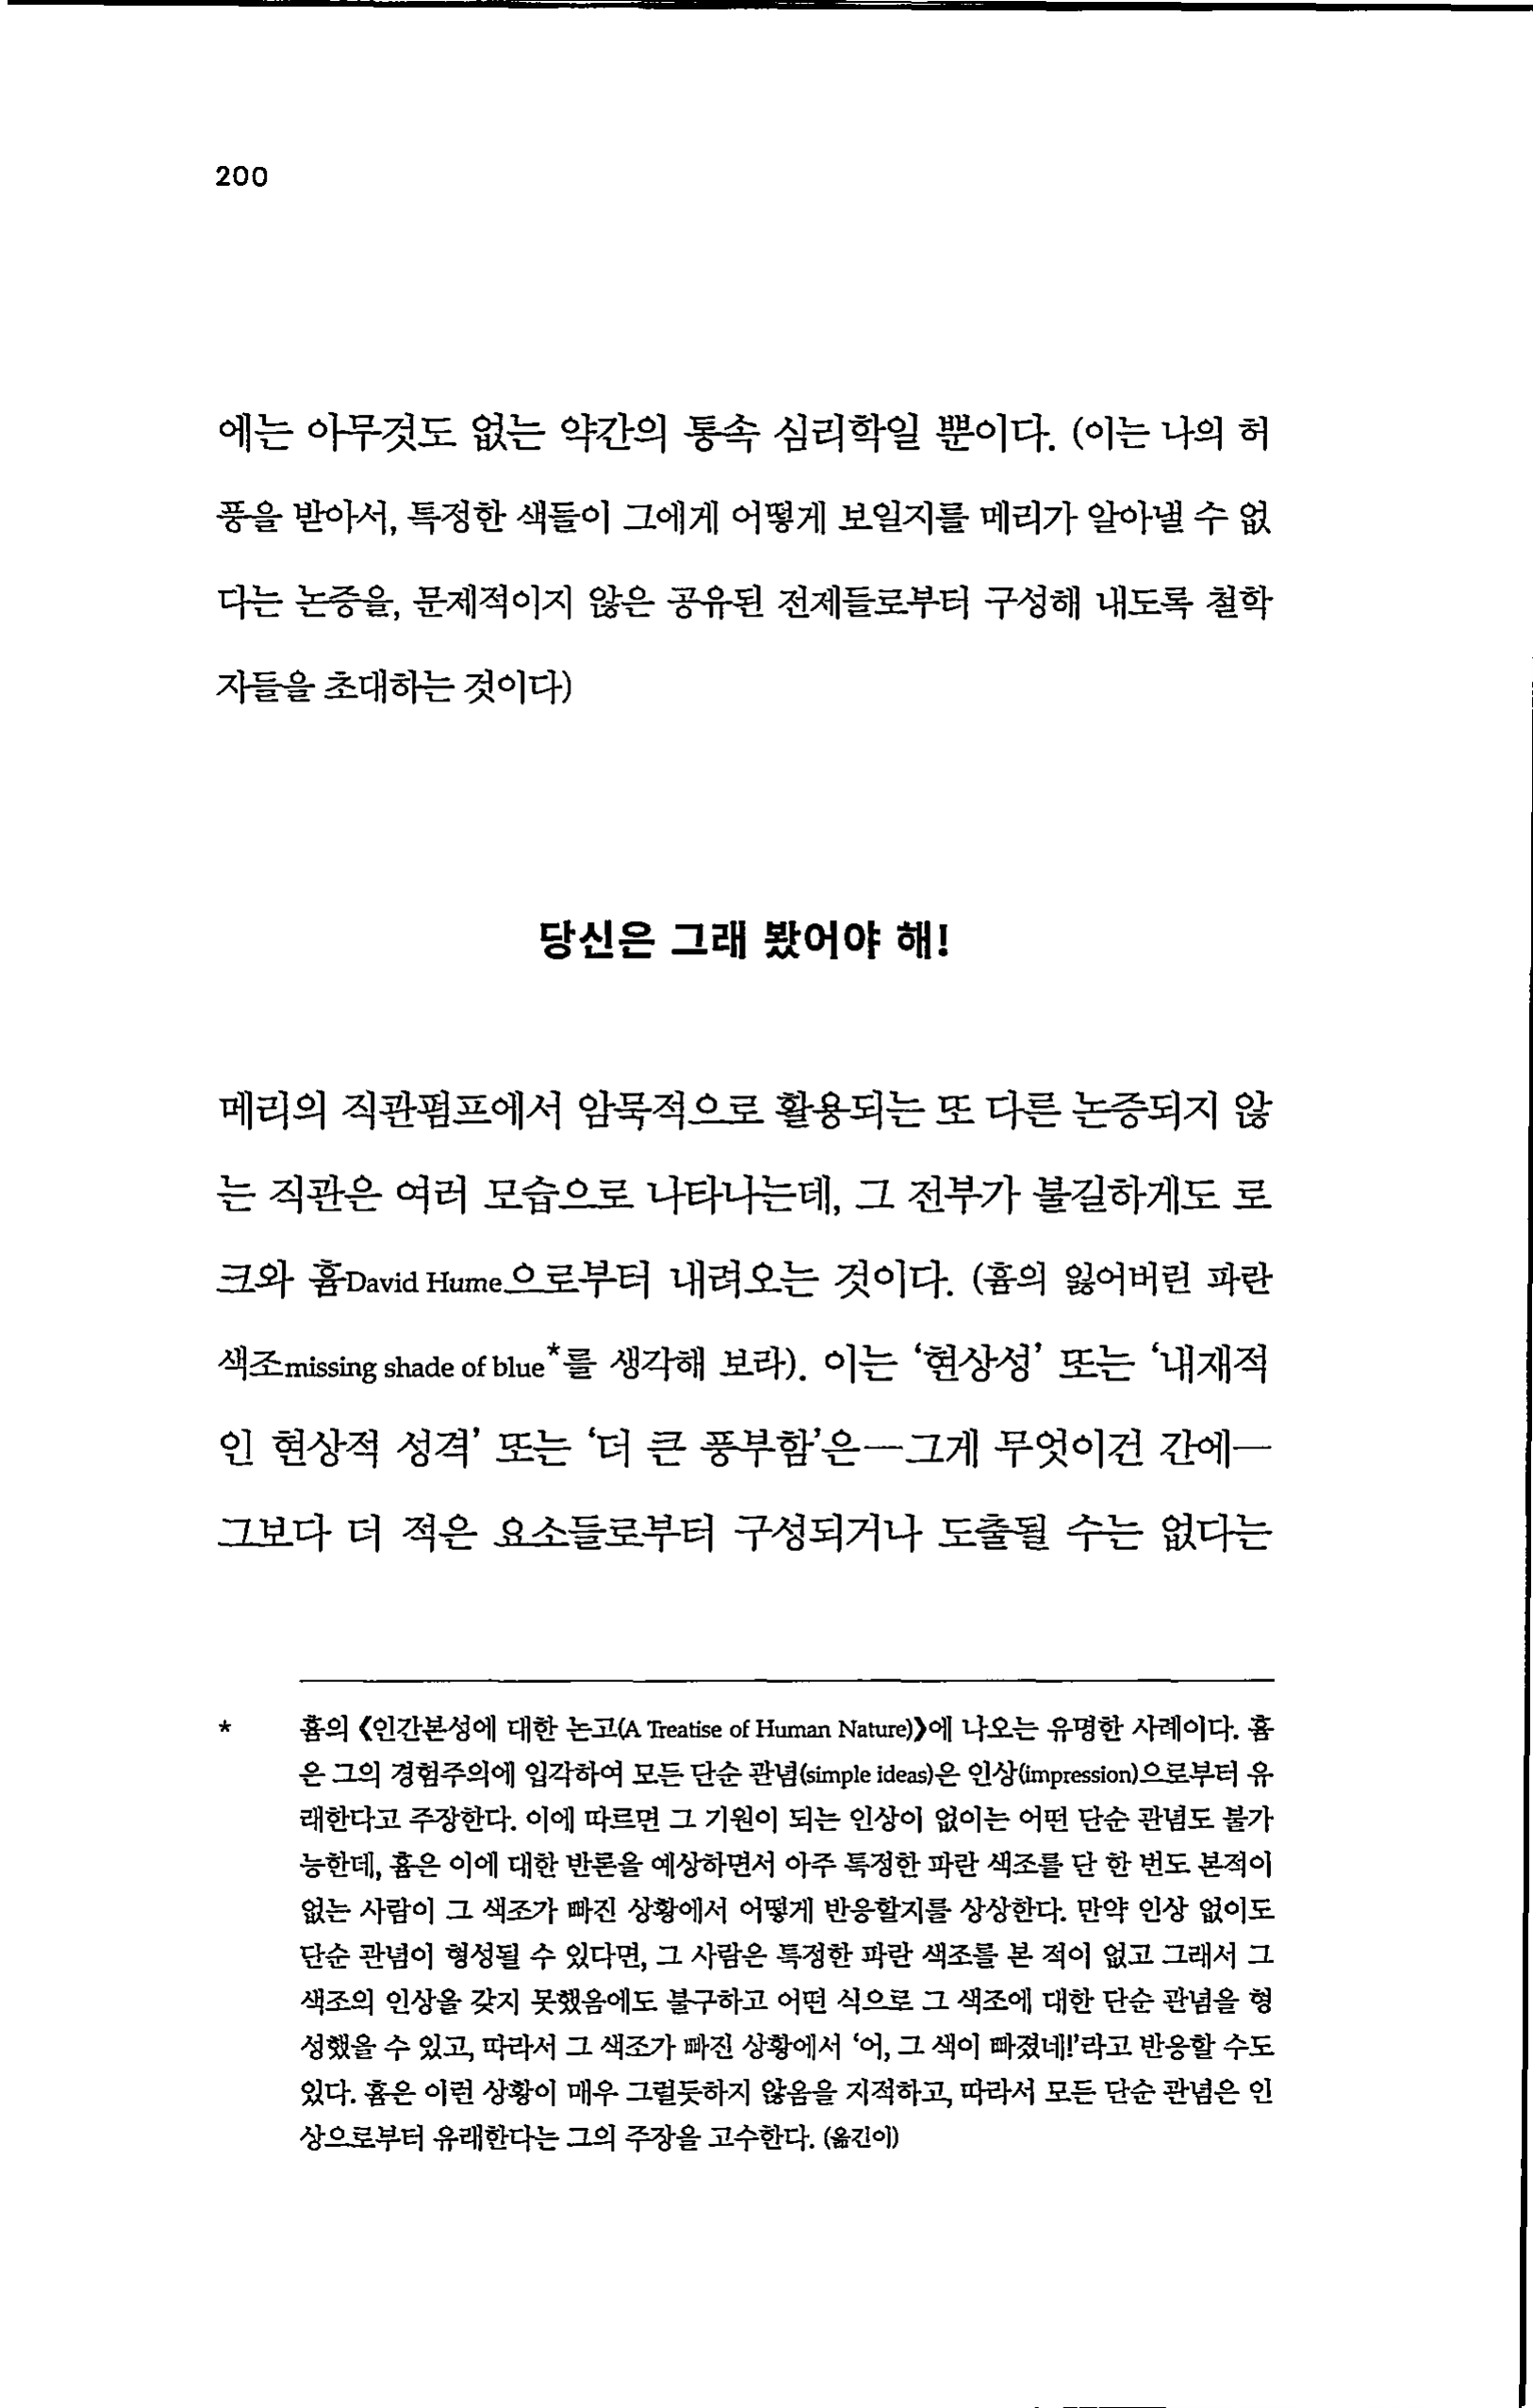 200
에는 아무것도 없는 약간의 통속 심리학일 뿐이다. (이는 나의 허
풍을 받아서, 특정한 색들이 그에게 어떻게 보일지를 메리가 알아낼 수 없
다는 논증을, 문제적이지 않은 공유된 전제들로부터 구성해 내도록 철학
자들을 초대하는 것이다)
당신은 그래 봤어야 해!
메리의 직관펌프에서 암묵적으로 활용되는 또 다른 논증되지 않
는 직관은 여러 모습으로 나타나는데, 그 전부가 불길하게도 로
크와 흄David Hume으로부터 내려오는 것이다. (흄의 잃어버린 파란
색조missing shade of blue*를 생각해 보라). 이는 ‘현상성’ 또는 ‘내재적
인 현상적 성격’ 또는 ‘더 큰 풍부함’은—그게 무엇이건 간에—
그보다 더 적은 요소들로부터 구성되거나 도출될 수는 없다는
* 흄의 《인간본성에 대한 논고(A Treatise of Human Nature)》에 나오는 유명한 사례이다. 흄
은 그의 경험주의에 입각하여 모든 단순 관념(simple ideas)은 인상(impression)으로부터 유
래한다고 주장한다. 이에 따르면 그 기원이 되는 인상이 없이는 어떤 단순 관념도 불가
능한데, 흄은 이에 대한 반론을 예상하면서 아주 특정한 파란 색조를 단 한 번도 본적이
없는 사람이 그 색조가 빠진 상황에서 어떻게 반응할지를 상상한다. 만약 인상 없이도
단순 관념이 형성될 수 있다면, 그 사람은 특정한 파란 색조를 본 적이 없고 그래서 그
색조의 인상을 갖지 못했음에도 불구하고 어떤 식으로 그 색조에 대한 단순 관념을 형
성했을 수 있고, 따라서 그 색조가 빠진 상황에서 ‘어, 그 색이 빠졌네!’라고 반응할 수도
있다. 흄은 이런 상황이 매우 그럴듯하지 않음을 지적하고, 따라서 모든 단순 관념은 인
상으로부터 유래한다는 그의 주장을 고수한다. (옮긴이)